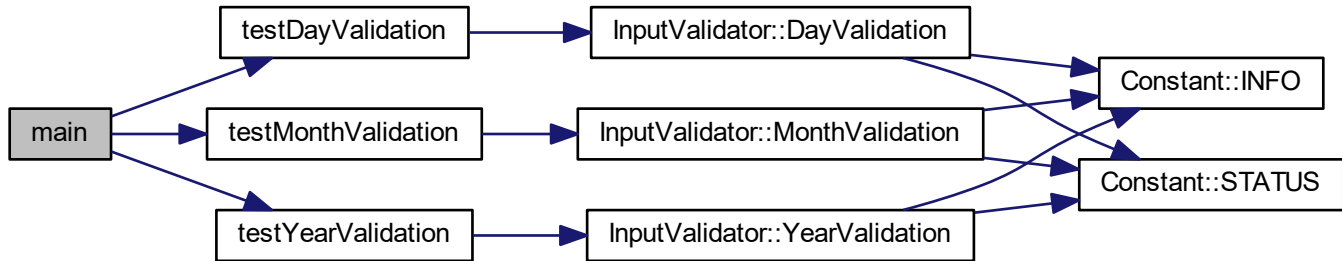 main
testDayValidation
testMonthValidation
testYearValidation
InputValidator::DayValidation
InputValidator::MonthValidation
InputValidator::YearValidation
Constant::INFO
Constant::STATUS